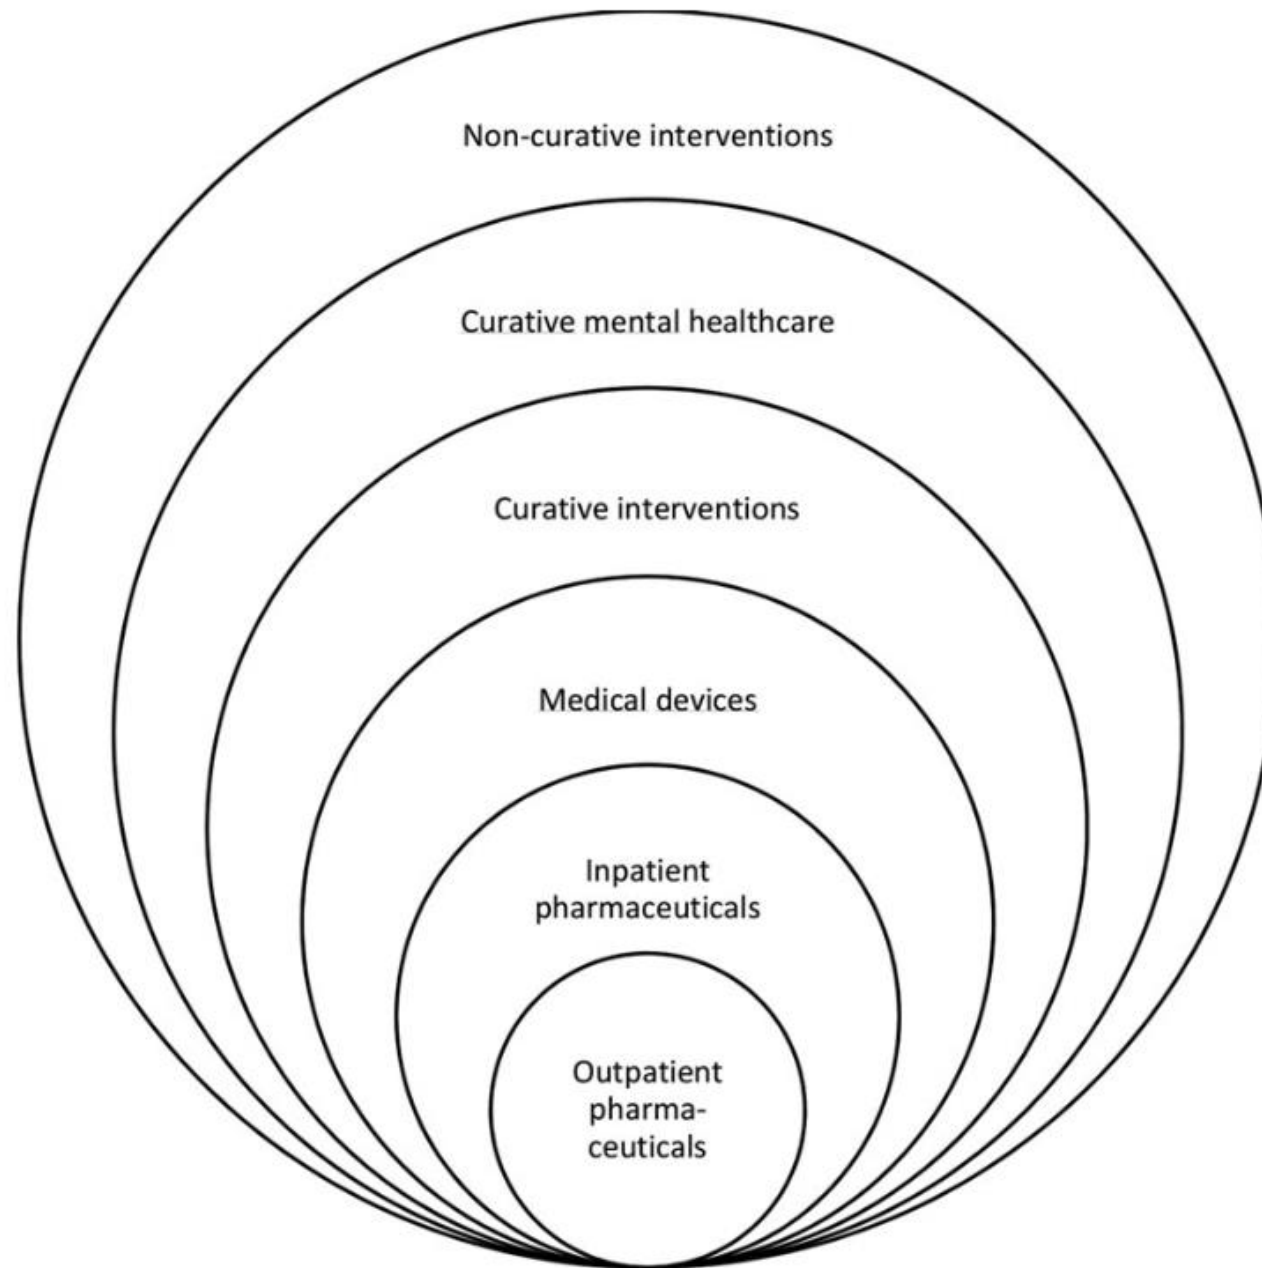 Non-curative interventions
Curative mental healthcare
Curative interventions
Medical devices
Inpatient
pharmaceuticals
Outpatient
pharma-
ceuticals